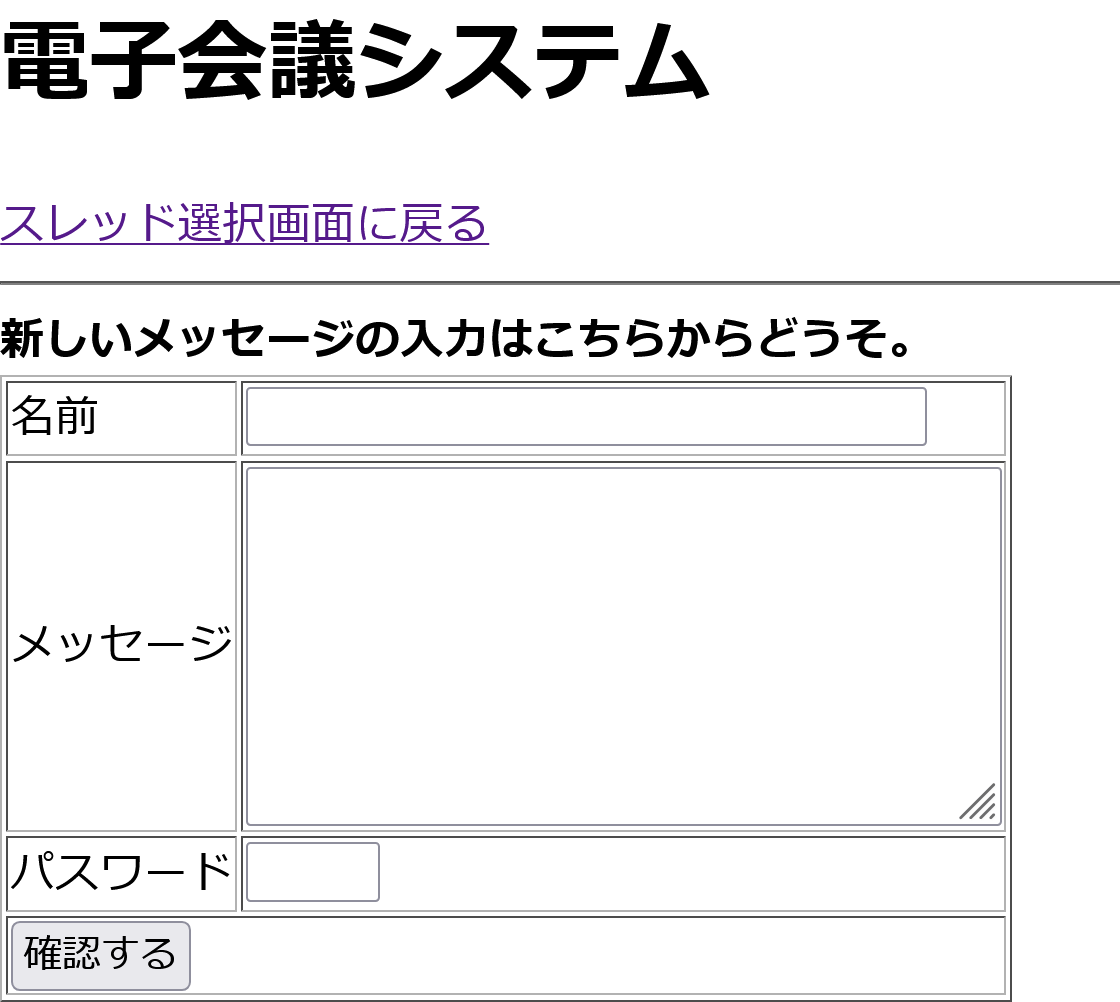 電子会議システム
スレッド選択画面に戻る
新しいメッセージの入力はこちらからどうぞ。
名前
メッセージ
パスワード
確認する